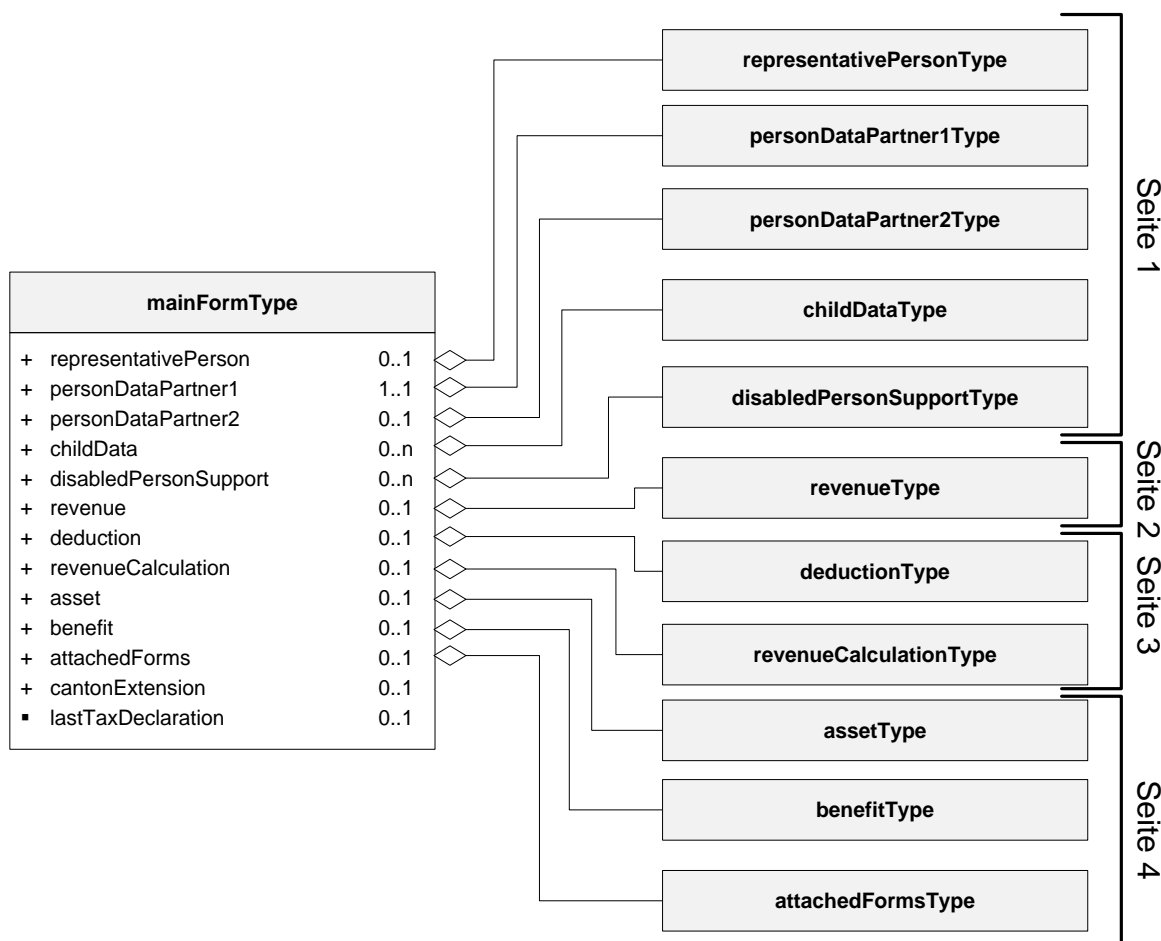 mainFormType
+ representativePerson 0..1
+ personDataPartner1 1..1
+ personDataPartner2 0..1
+ childData 0..n
+ disabledPersonSupport 0..n
+ revenue 0..1
+ deduction 0..1
+ revenueCalculation 0..1
+ asset 0..1
+ benefit 0..1
+ attachedForms 0..1
+ cantonExtension 0..1
▪ lastTaxDeclaration 0..1
representativePersonType
personDataPartner1Type
personDataPartner2Type
childDataType
disabledPersonSupportType
revenueType
deductionType
revenueCalculationType
assetType
benefitType
attachedFormsType
Seite 1
Seite 2
Seite 3
Seite 4